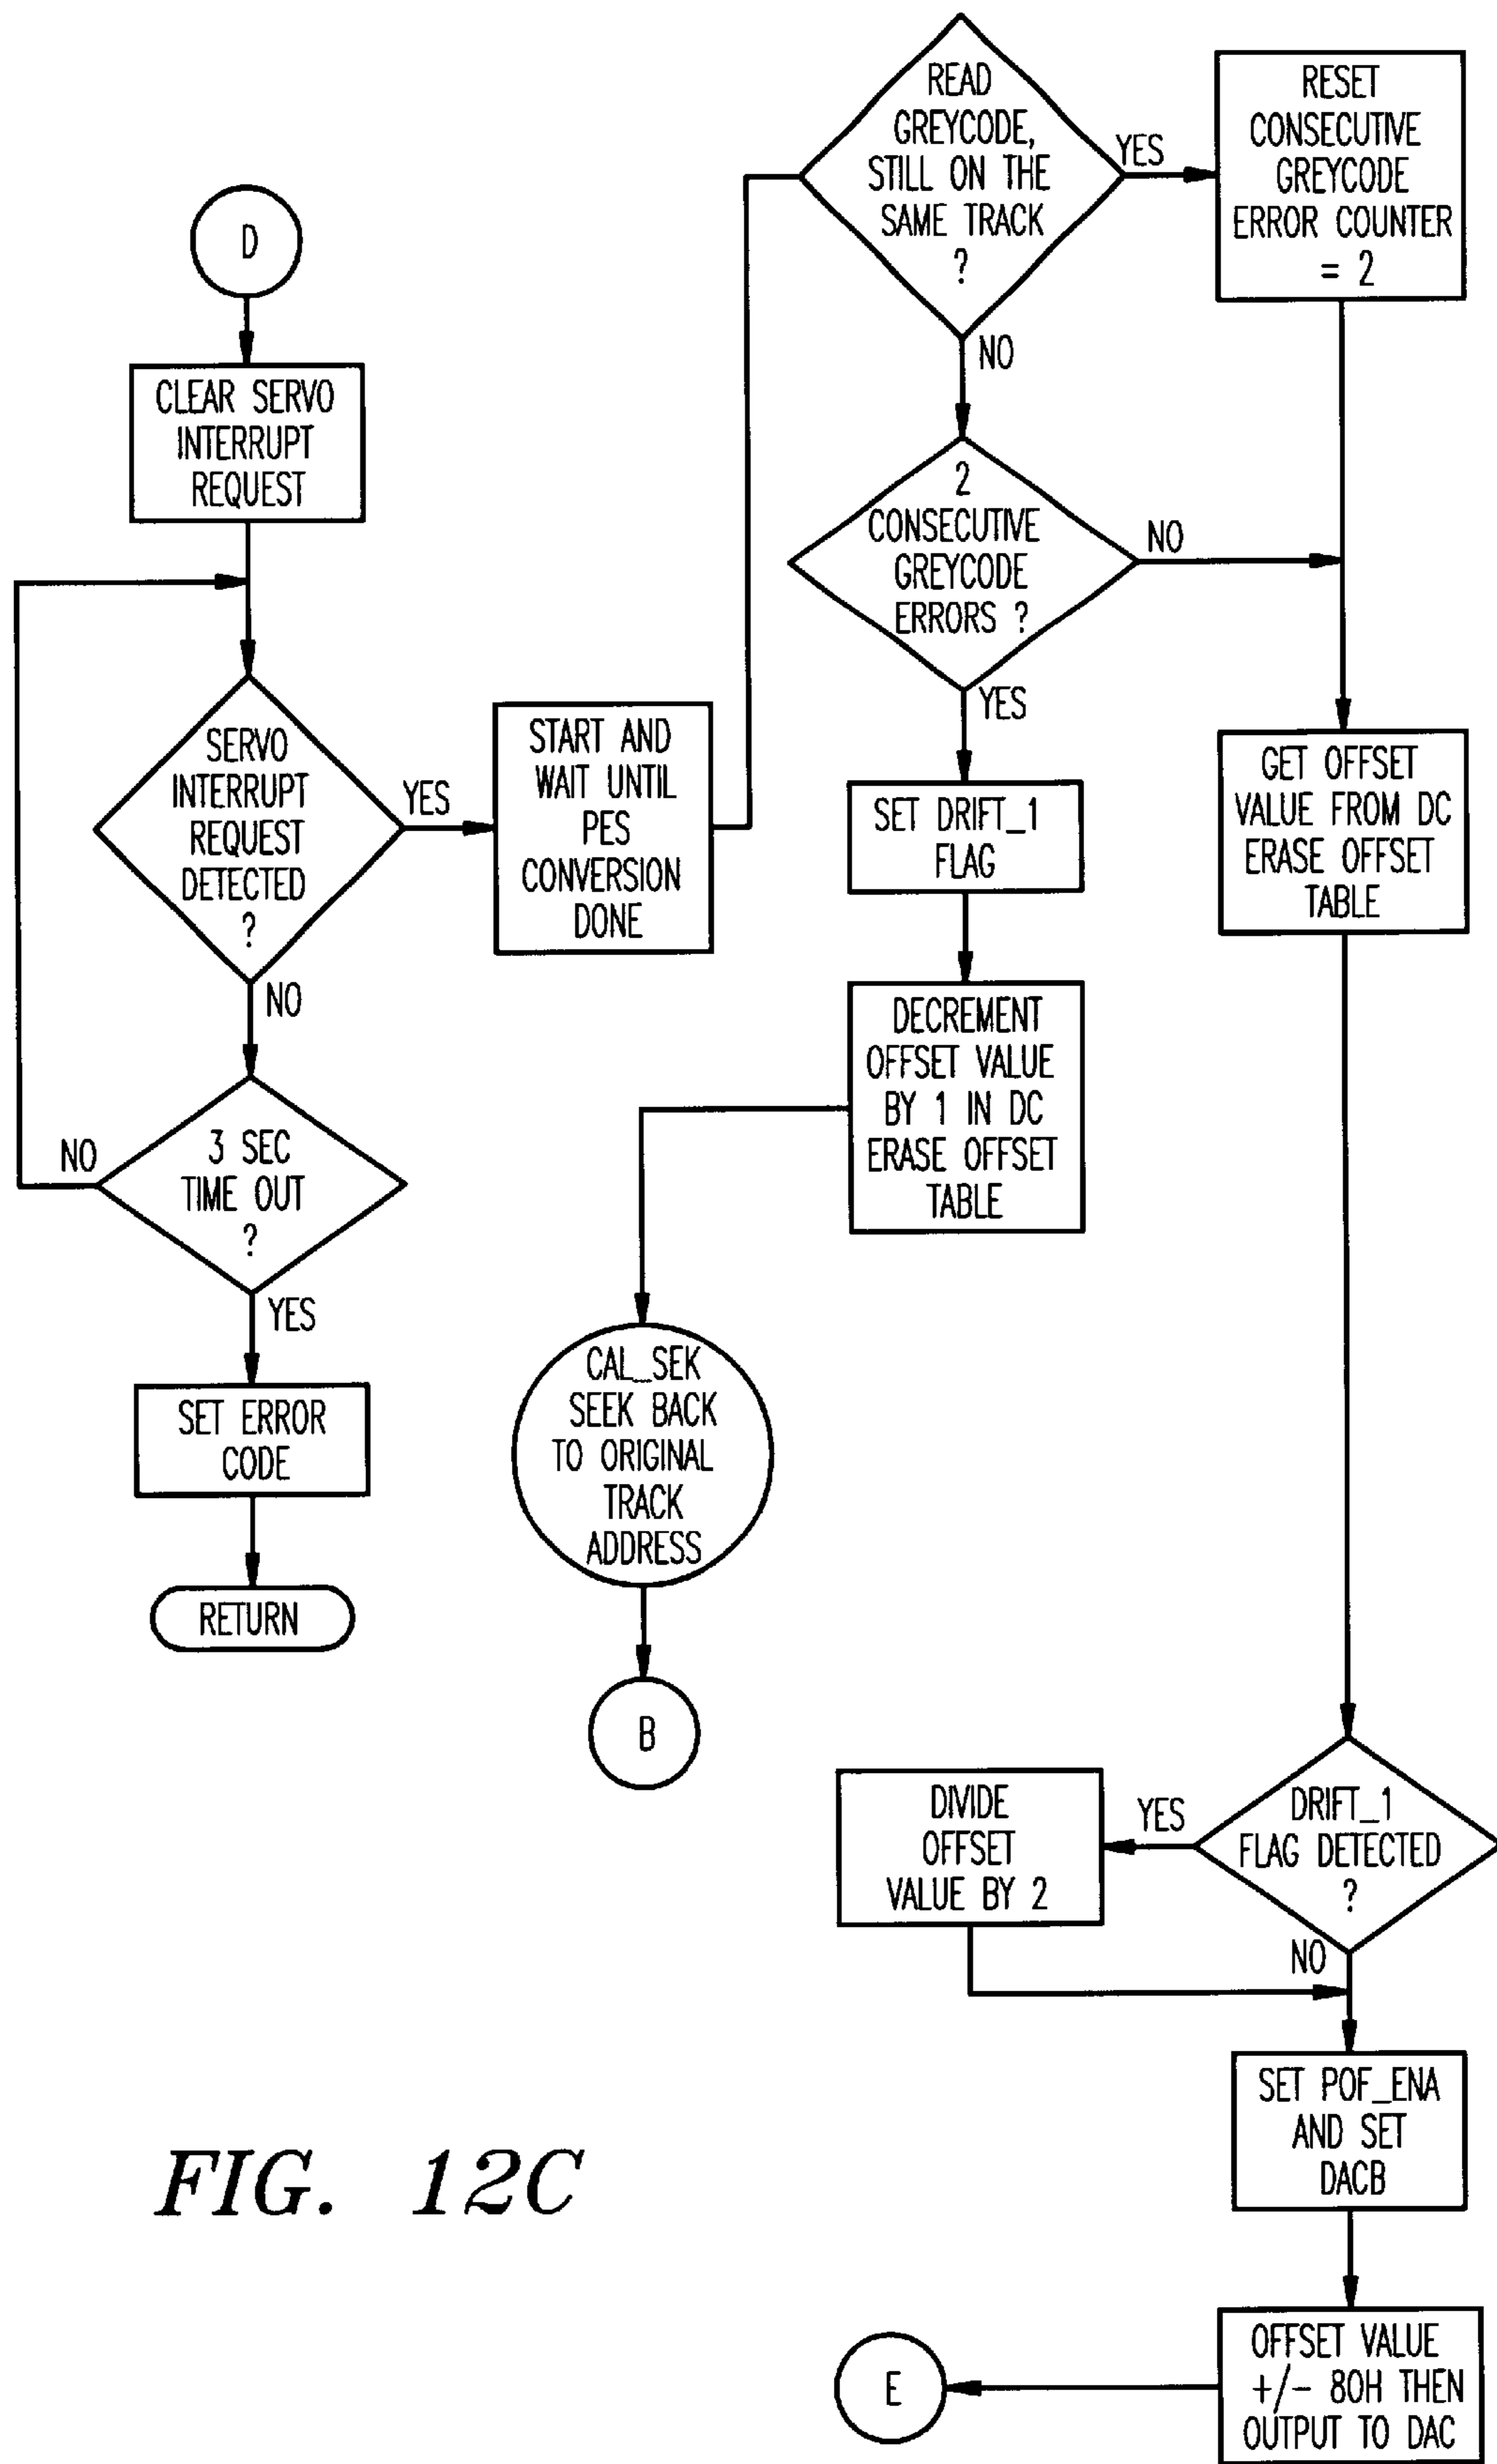 D
CLEAR SERVO
INTERRUPT
REQUEST
SERVO
INTERRUPT
REQUEST
DETECTED
?
YES
NO
3 SEC
TIME OUT
?
NO
YES
SET ERROR
CODE
RETURN
START AND
WAIT UNTIL
PES
CONVERSION
DONE
READ
GREYCODE,
STILL ON THE
SAME TRACK
?
YES
NO
RESET
CONSECUTIVE
GREYCODE
ERROR COUNTER
= 2
2
CONSECUTIVE
GREYCODE
ERRORS ?
NO
YES
SET DRIFT_1
FLAG
DECREMENT
OFFSET VALUE
BY 1 IN DC
ERASE OFFSET
TABLE
CAL_SEK
SEEK BACK
TO ORIGINAL
TRACK
ADDRESS
B
GET OFFSET
VALUE FROM DC
ERASE OFFSET
TABLE
DRIFT_1
FLAG DETECTED
?
YES
NO
DIVIDE
OFFSET
VALUE BY 2
SET POF_ENA
AND SET
DACB
OFFSET VALUE
+/- 80H THEN
OUTPUT TO DAC
E
FIG. 12C